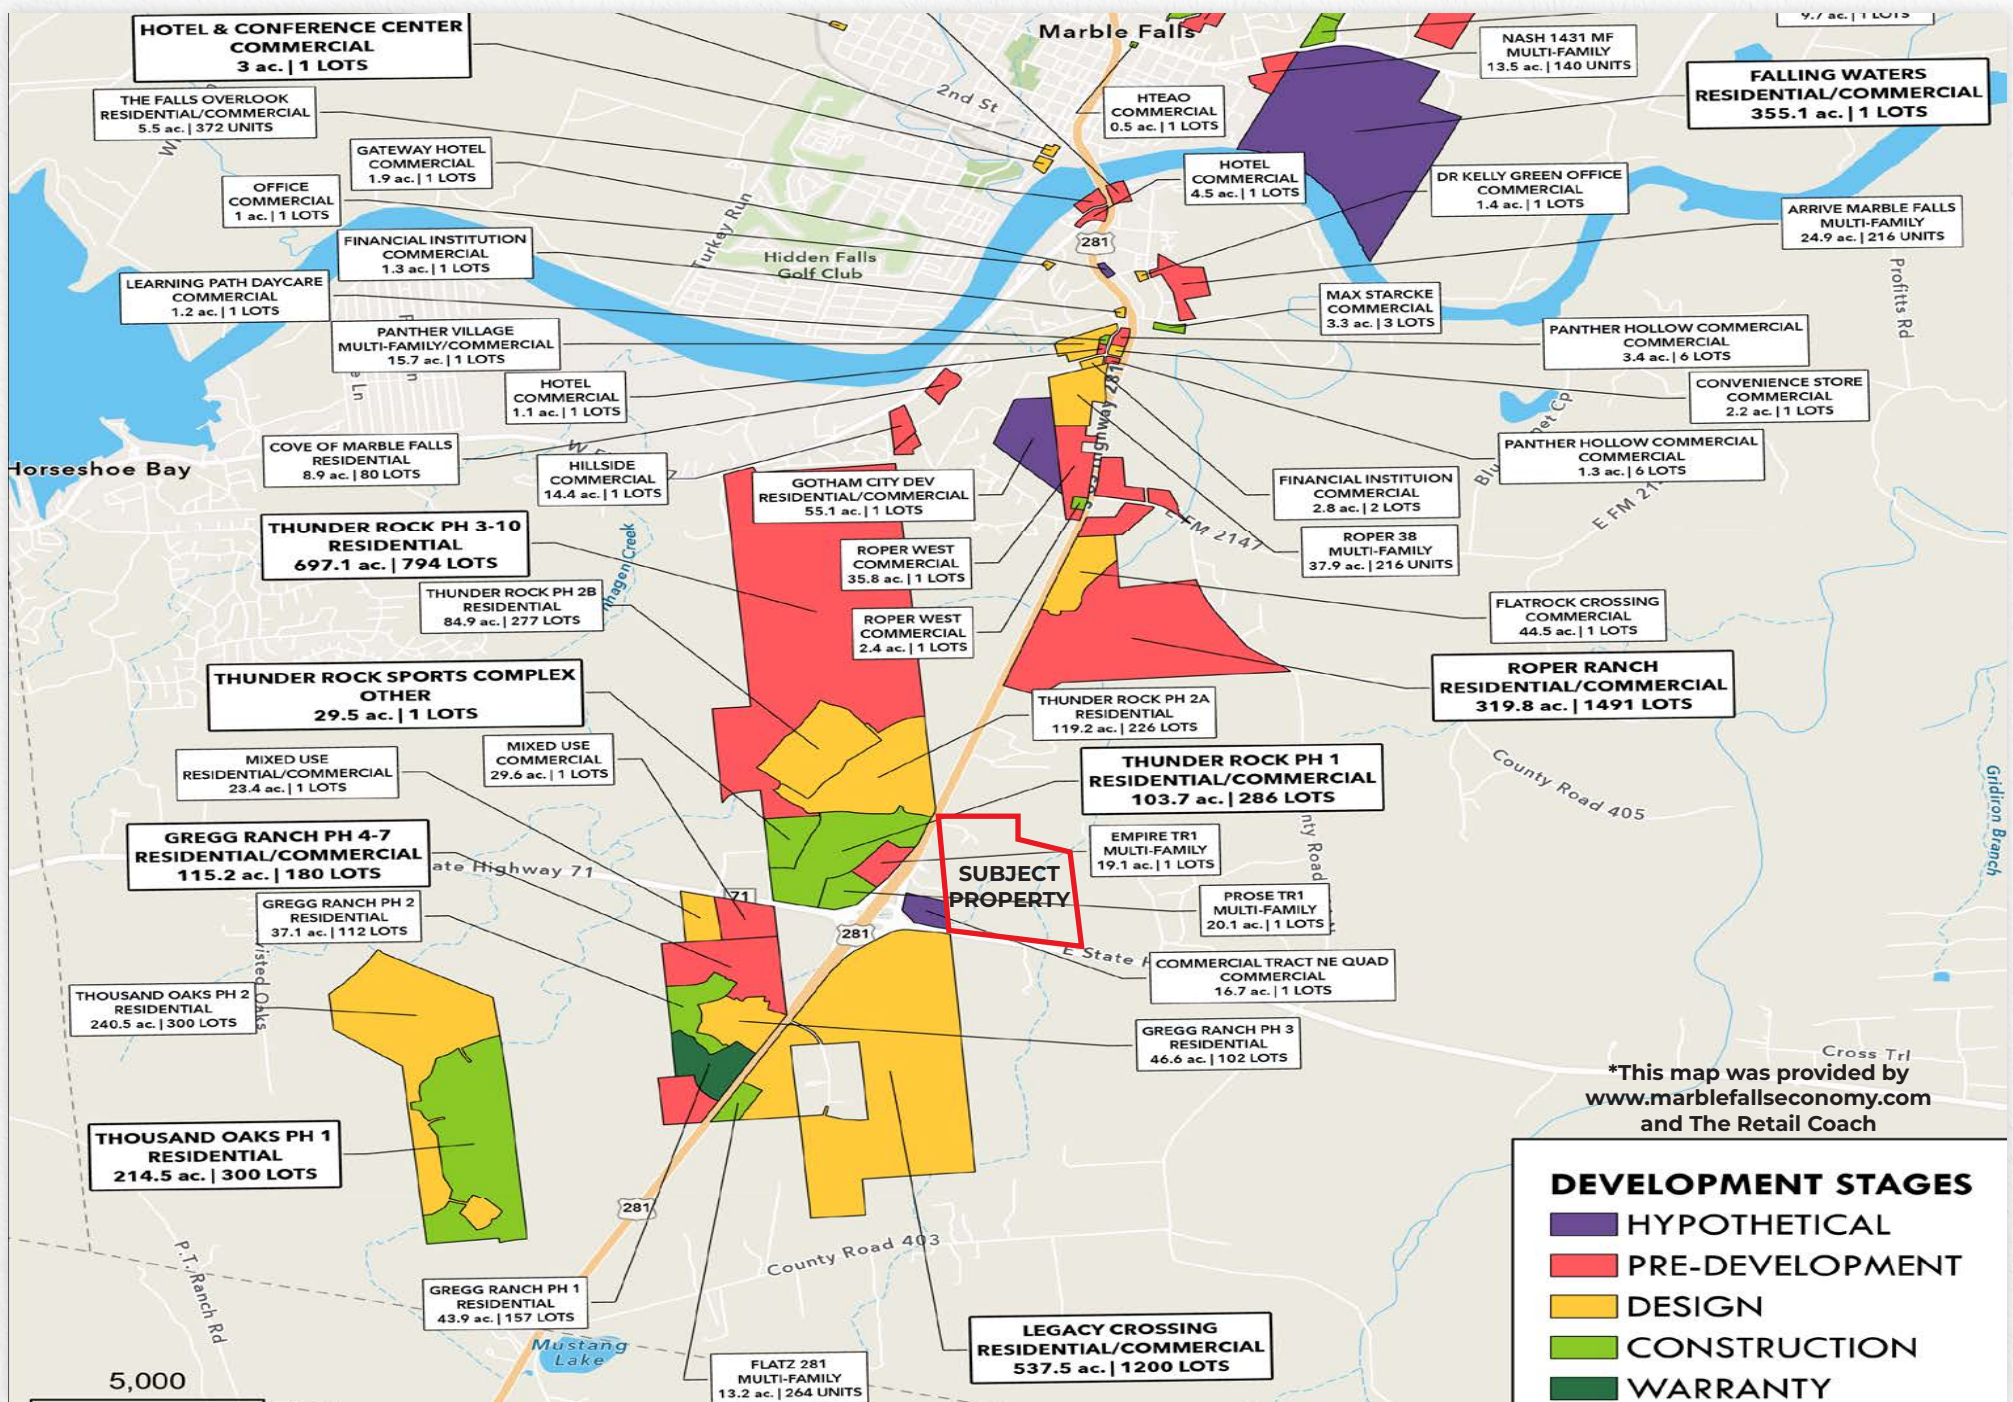 HOTEL & CONFERENCE CENTER
COMMERCIAL
3 ac. | 1 LOTS
Marble Falls
9.7 ac. | 1 LOTS
NASH 1431 MF
MULTI-FAMILY
13.5 ac. | 140 UNITS
FALLING WATERS
RESIDENTIAL/COMMERCIAL
355.1 ac. | 1 LOTS
THE FALLS OVERLOOK
RESIDENTIAL/COMMERCIAL
5.5 ac. | 372 UNITS
2nd St
HTEAO
COMMERCIAL
0.5 ac. | 1 LOTS
GATEWAY HOTEL
COMMERCIAL
1.9 ac. | 1 LOTS
HOTEL
COMMERCIAL
4.5 ac. | 1 LOTS
DR KELLY GREEN OFFICE
COMMERCIAL
1.4 ac. | 1 LOTS
OFFICE
COMMERCIAL
1 ac. | 1 LOTS
ARRIVE MARBLE FALLS
MULTI-FAMILY
24.9 ac. | 216 UNITS
Turkey Run
281
Hidden Falls
Golf Club
FINANCIAL INSTITUTION
COMMERCIAL
1.3 ac. | 1 LOTS
Profitts Rd
LEARNING PATH DAYCARE
COMMERCIAL
1.2 ac. | 1 LOTS
MAX STARCKE
COMMERCIAL
3.3 ac. | 3 LOTS
PANTHER VILLAGE
MULTI-FAMILY/COMMERCIAL
15.7 ac. | 1 LOTS
PANTHER HOLLOW COMMERCIAL
COMMERCIAL
3.4 ac. | 6 LOTS
HOTEL
COMMERCIAL
1.1 ac. | 1 LOTS
CONVENIENCE STORE
COMMERCIAL
2.2 ac. | 1 LOTS
e Ln
Highway 281
COVE OF MARBLE FALLS
RESIDENTIAL
8.9 ac. | 80 LOTS
PANTHER HOLLOW COMMERCIAL
COMMERCIAL
1.3 ac. | 6 LOTS
Horseshoe Bay
HILLSIDE
COMMERCIAL
14.4 ac. | 1 LOTS
GOTHAM CITY DEV
RESIDENTIAL/COMMERCIAL
55.1 ac. | 1 LOTS
FINANCIAL INSTITUION
COMMERCIAL
2.8 ac. | 2 LOTS
E FM 2147
THUNDER ROCK PH 3-10
RESIDENTIAL
697.1 ac. | 794 LOTS
ROPER WEST
COMMERCIAL
35.8 ac. | 1 LOTS
ROPER 38
MULTI-FAMILY
37.9 ac. | 216 UNITS
THUNDER ROCK PH 2B
RESIDENTIAL
84.9 ac. | 277 LOTS
nhagen Creek
ROPER WEST
COMMERCIAL
2.4 ac. | 1 LOTS
FLATROCK CROSSING
COMMERCIAL
44.5 ac. | 1 LOTS
THUNDER ROCK SPORTS COMPLEX
OTHER
29.5 ac. | 1 LOTS
ROPER RANCH
RESIDENTIAL/COMMERCIAL
319.8 ac. | 1491 LOTS
THUNDER ROCK PH 2A
RESIDENTIAL
119.2 ac. | 226 LOTS
MIXED USE
COMMERCIAL
29.6 ac. | 1 LOTS
MIXED USE
RESIDENTIAL/COMMERCIAL
23.4 ac. | 1 LOTS
THUNDER ROCK PH 1
RESIDENTIAL/COMMERCIAL
103.7 ac. | 286 LOTS
County Road 405
Gridiron Branch
GREGG RANCH PH 4-7
RESIDENTIAL/COMMERCIAL
115.2 ac. | 180 LOTS
ate Highway 71
71
EMPIRE TR1
MULTI-FAMILY
19.1 ac. | 1 LOTS
nty Road
SUBJECT
PROPERTY
GREGG RANCH PH 2
RESIDENTIAL
37.1 ac. | 112 LOTS
PROSE TR1
MULTI-FAMILY
20.1 ac. | 1 LOTS
281
E State H
COMMERCIAL TRACT NE QUAD
COMMERCIAL
16.7 ac. | 1 LOTS
isted Oaks
THOUSAND OAKS PH 2
RESIDENTIAL
240.5 ac. | 300 LOTS
GREGG RANCH PH 3
RESIDENTIAL
46.6 ac. | 102 LOTS
Cross Trl
*This map was provided by
www.marblefallseconomy.com
and The Retail Coach
THOUSAND OAKS PH 1
RESIDENTIAL
214.5 ac. | 300 LOTS
281
County Road 403
P.T. Ranch Rd
GREGG RANCH PH 1
RESIDENTIAL
43.9 ac. | 157 LOTS
Mustang
Lake
LEGACY CROSSING
RESIDENTIAL/COMMERCIAL
537.5 ac. | 1200 LOTS
FLATZ 281
MULTI-FAMILY
13.2 ac. | 264 UNITS
5,000
DEVELOPMENT STAGES
HYPOTHETICAL
PRE-DEVELOPMENT
DESIGN
CONSTRUCTION
WARRANTY